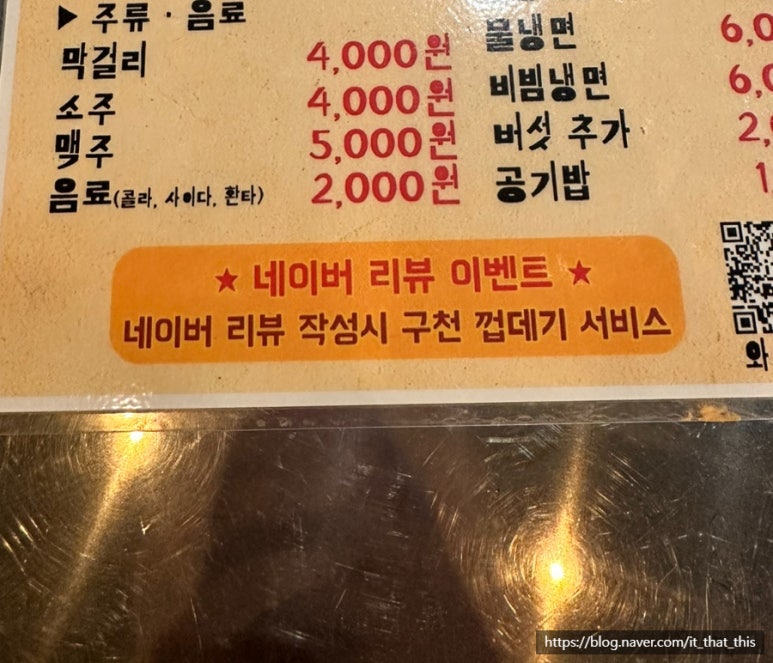 ▶ 주류 · 음료
막걸리 4,000원
소주 4,000원
맥주 5,000원
음료(콜라, 사이다, 환타) 2,000원
물냉면
비빔냉면
버섯 추가
공기밥
★ 네이버 리뷰 이벤트 ★
네이버 리뷰 작성시 구천 껍데기 서비스
와
https://blog.naver.com/it_that_this